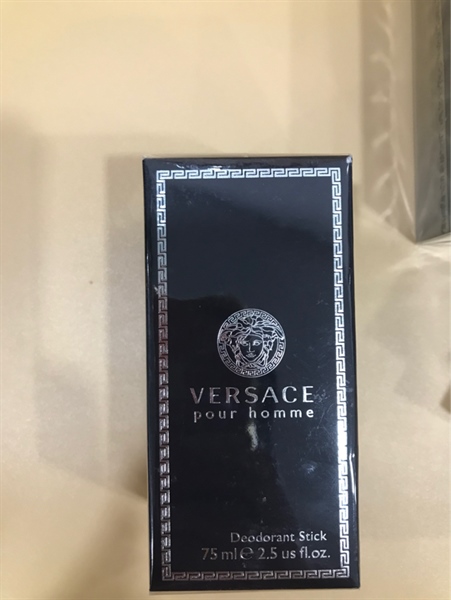 VERSACE
pour homme
Deodorant Stick
75 ml ℮ 2.5 us fl.oz.